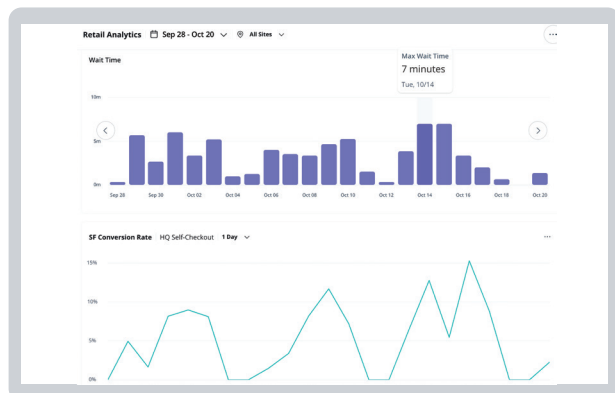 Retail Analytics Sep 28 - Oct 20 All Sites
Wait Time
Max Wait Time
7 minutes
Tue, 10/14
10m
5m
0m
Sep 28 Sep 30 Oct 02 Oct 04 Oct 06 Oct 08 Oct 10 Oct 12 Oct 14 Oct 16 Oct 18 Oct 20
SF Conversion Rate HQ Self-Checkout 1 Day
15%
10%
5%
0%